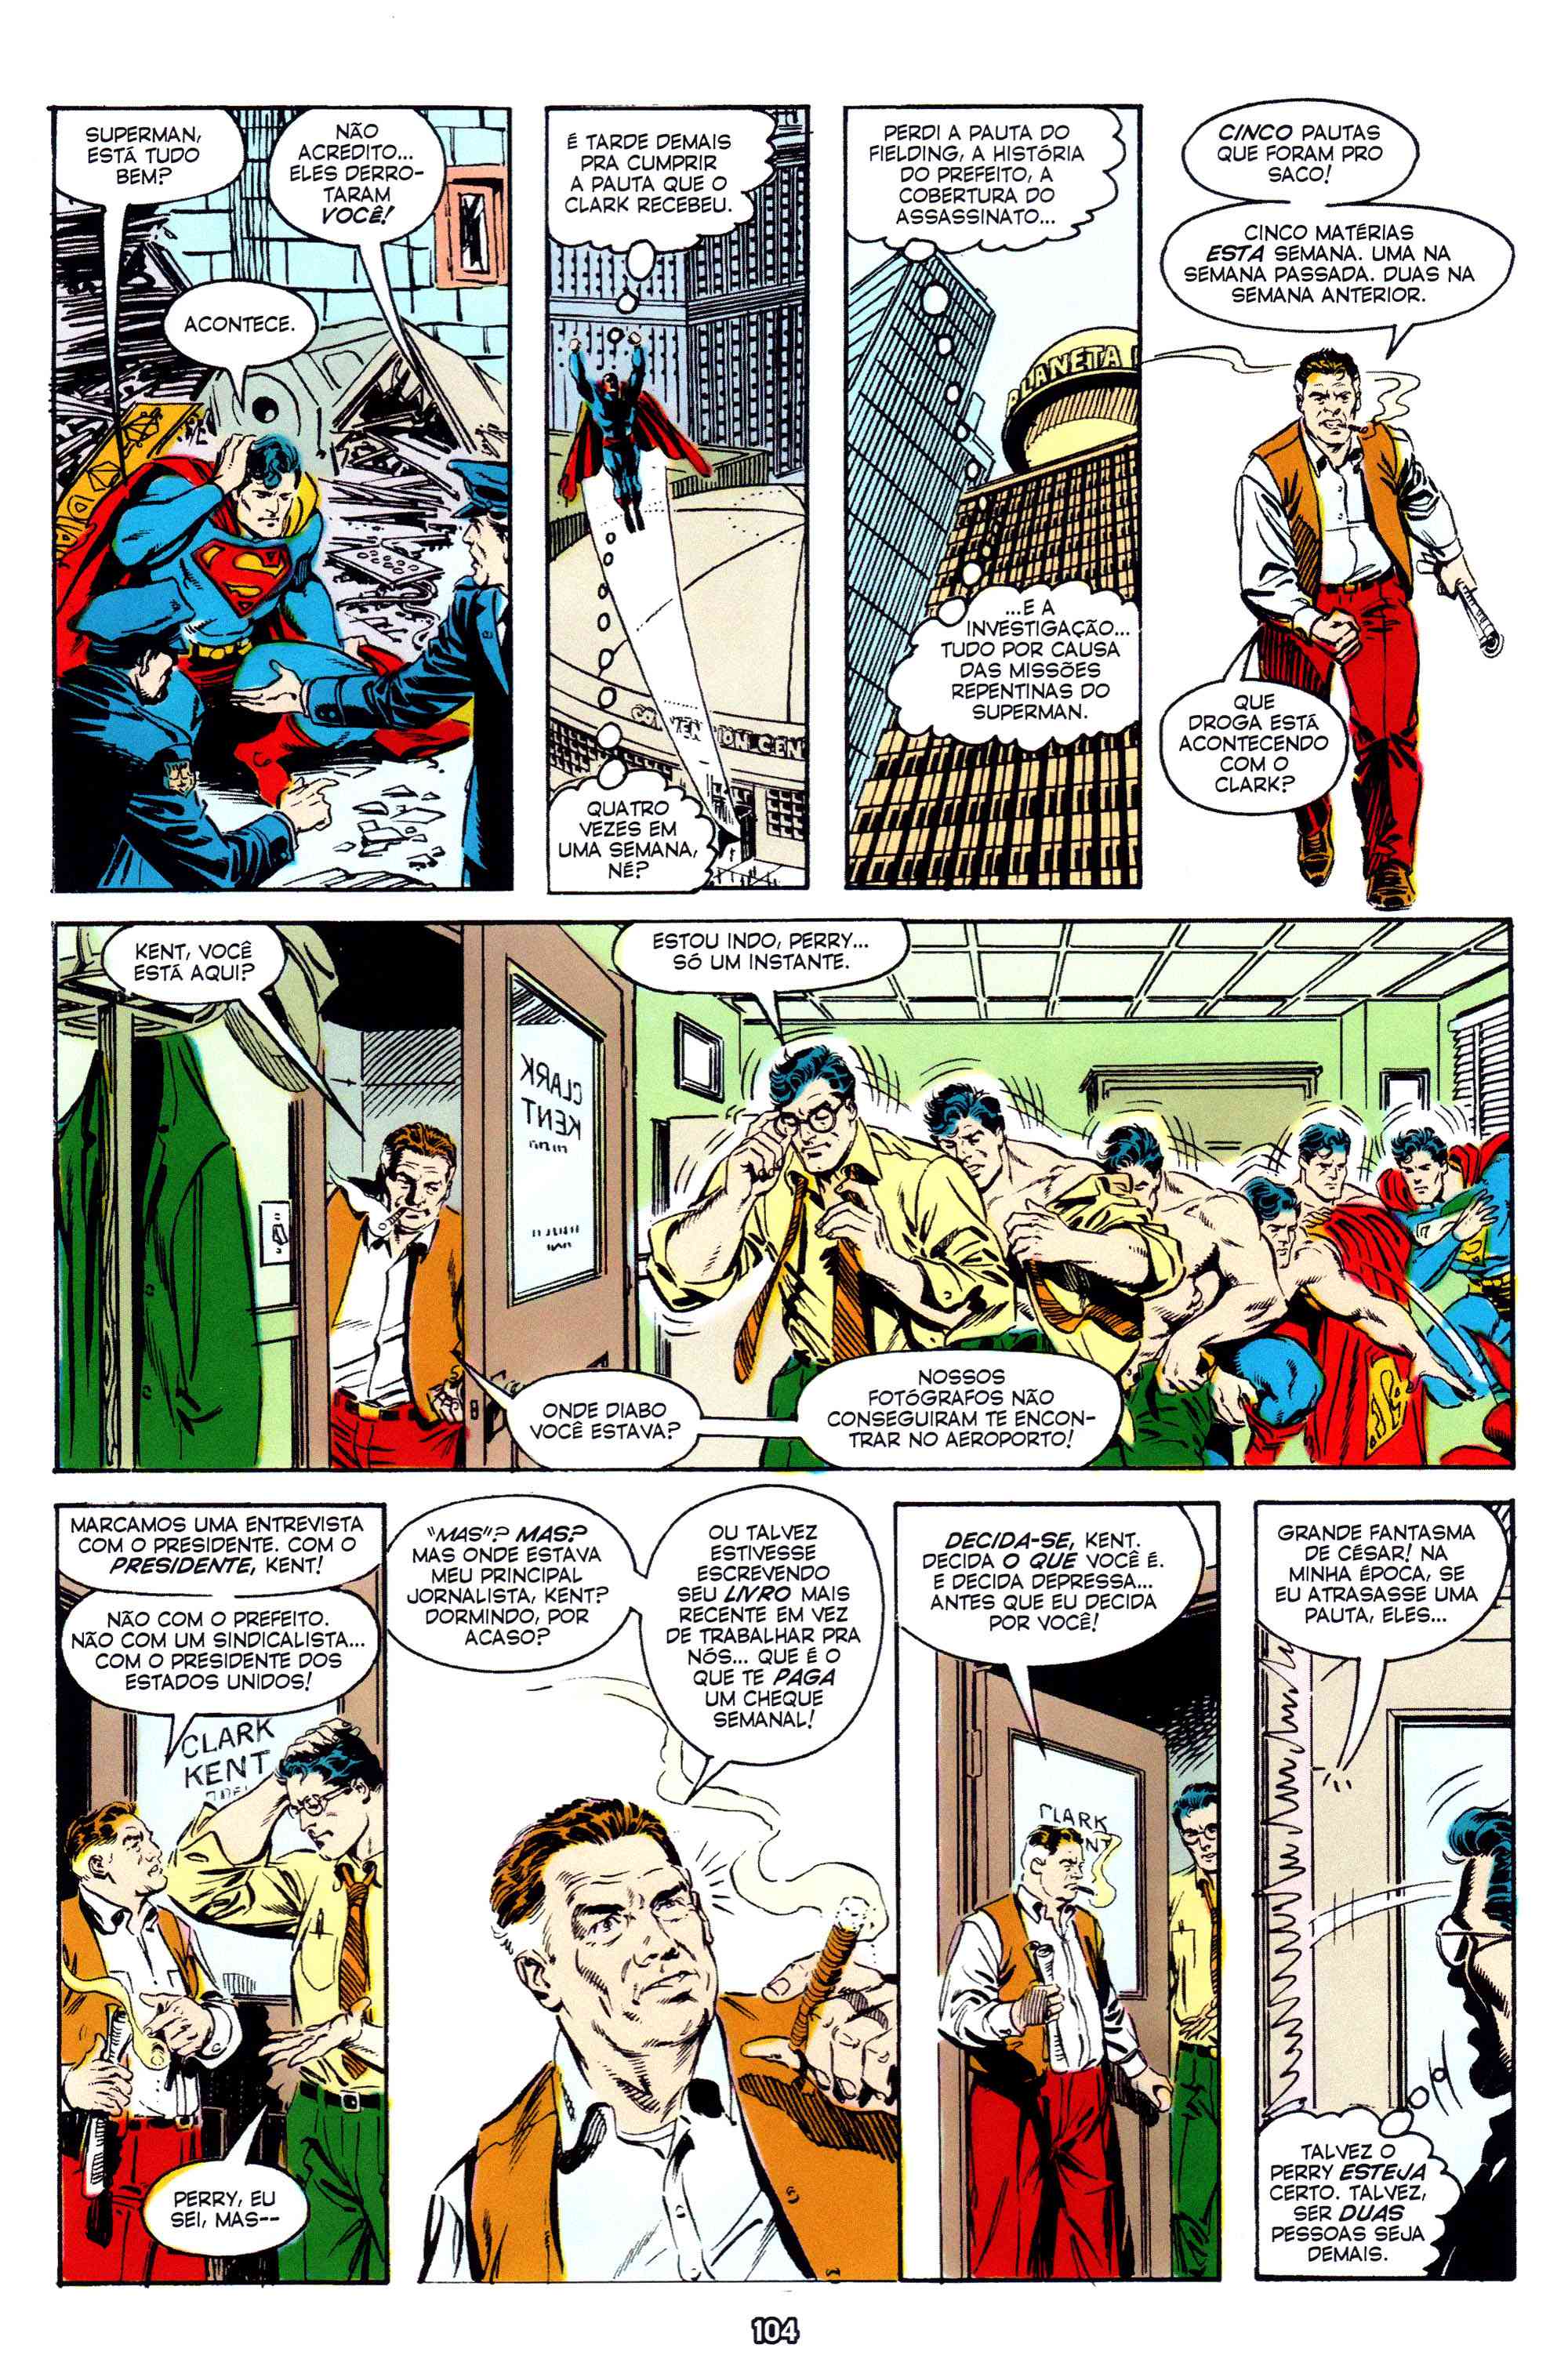 SUPERMAN,
ESTÁ TUDO
BEM?
NÃO
ACREDITO...
ELES DERRO-
TARAM
VOCÊ!
ACONTECE.
É TARDE DEMAIS
PRA CUMPRIR
A PAUTA QUE O
CLARK RECEBEU.
CONVENTION CEN
QUATRO
VEZES EM
UMA SEMANA,
NÉ?
PERDI A PAUTA DO
FIELDING, A HISTÓRIA
DO PREFEITO, A
COBERTURA DO
ASSASSINATO...
PLANETA
...E A
INVESTIGAÇÃO...
TUDO POR CAUSA
DAS MISSÕES
REPENTINAS DO
SUPERMAN.
CINCO PAUTAS
QUE FORAM PRO
SACO!
CINCO MATÉRIAS
ESTA SEMANA. UMA NA
SEMANA PASSADA. DUAS NA
SEMANA ANTERIOR.
QUE
DROGA ESTÁ
ACONTECENDO
COM O
CLARK?
KENT, VOCÊ
ESTÁ AQUI?
CLARK
KENT
ESTOU INDO, PERRY...
SÓ UM INSTANTE.
ONDE DIABO
VOCÊ ESTAVA?
NOSSOS
FOTÓGRAFOS NÃO
CONSEGUIRAM TE ENCON-
TRAR NO AEROPORTO!
MARCAMOS UMA ENTREVISTA
COM O PRESIDENTE. COM O
PRESIDENTE, KENT!
NÃO COM O PREFEITO.
NÃO COM UM SINDICALISTA...
COM O PRESIDENTE DOS
ESTADOS UNIDOS!
CLARK
KENT
PERRY, EU
SEI, MAS--
"MAS"? MAS?
MAS ONDE ESTAVA
MEU PRINCIPAL
JORNALISTA, KENT?
DORMINDO, POR
ACASO?
OU TALVEZ
ESTIVESSE
ESCREVENDO
SEU LIVRO MAIS
RECENTE EM VEZ
DE TRABALHAR PRA
NÓS... QUE É O
QUE TE PAGA
UM CHEQUE
SEMANAL!
DECIDA-SE, KENT.
DECIDA O QUE VOCÊ É.
E DECIDA DEPRESSA...
ANTES QUE EU DECIDA
POR VOCÊ!
CLARK
NT
GRANDE FANTASMA
DE CÉSAR! NA
MINHA ÉPOCA, SE
EU ATRASASSE UMA
PAUTA, ELES...
TALVEZ O
PERRY ESTEJA
CERTO. TALVEZ,
SER DUAS
PESSOAS SEJA
DEMAIS.
104